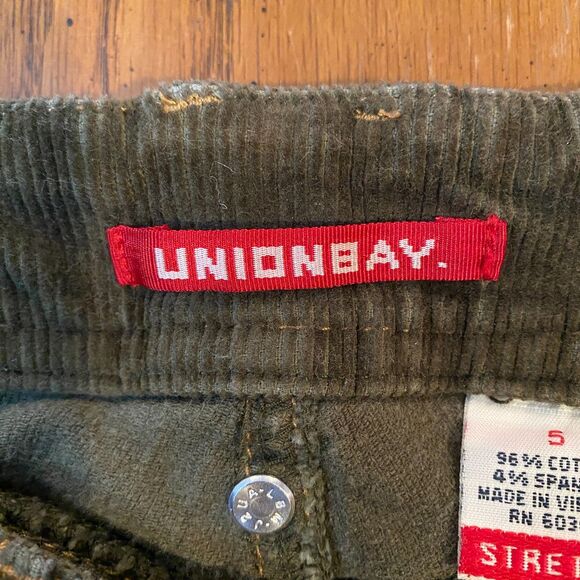 UNIONBAY.
5
96% COT
4% SPAN
MADE IN VI
RN 603
STRE